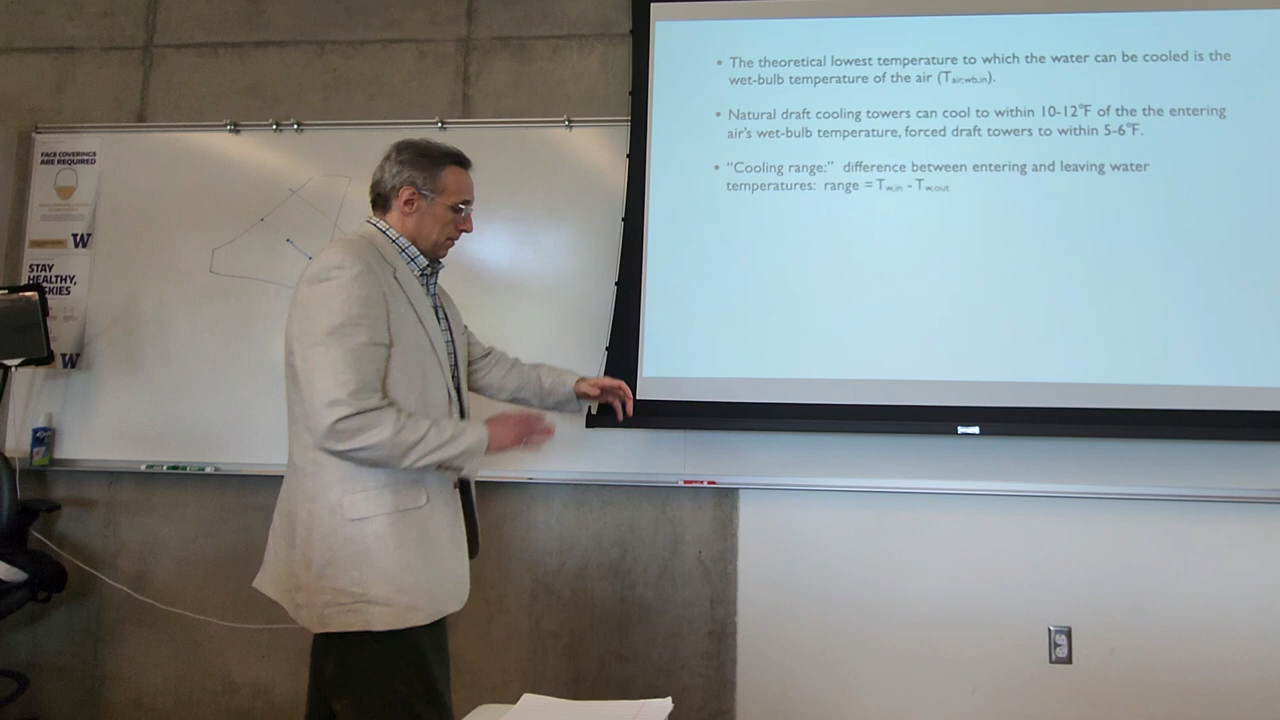 • The theoretical lowest temperature to which the water can be cooled is the
wet-bulb temperature of the air (Tair,wb,in).
• Natural draft cooling towers can cool to within 10-12°F of the the entering
air's wet-bulb temperature, forced draft towers to within 5-6°F.
• “Cooling range:” difference between entering and leaving water
temperatures: range = Tw,in - Tw,out
FACE COVERINGS
ARE REQUIRED
W
STAY
HEALTHY,
SKIES
W